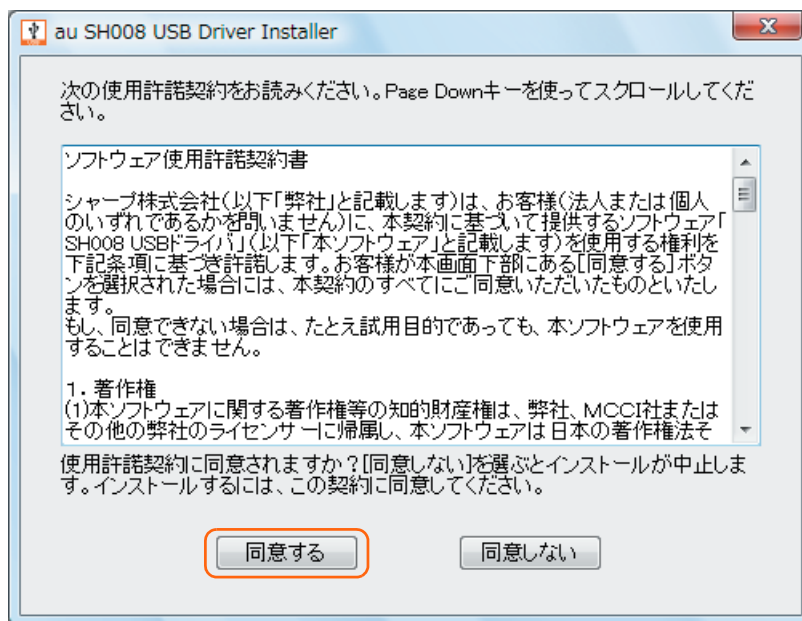 au SH008 USB Driver Installer
次の使用許諾契約をお読みください。Page Downキーを使ってスクロールしてくだ
さい。
ソフトウェア使用許諾契約書
シャープ株式会社(以下「弊社」と記載します)は、お客様(法人または個人
のいずれであるかを問いません)に、本契約に基づいて提供するソフトウェア「
SH008 USBドライバ」(以下「本ソフトウェア」と記載します)を使用する権利を
下記条項に基づき許諾します。お客様が本画面下部にある[同意する]ボタ
ンを選択された場合には、本契約のすべてにご同意いただいたものといたし
ます。
もし、同意できない場合は、たとえ試用目的であっても、本ソフトウェアを使用
することはできません。
1．著作権
(1)本ソフトウェアに関する著作権等の知的財産権は、弊社、MCCI社または
その他の弊社のライセンサーに帰属し、本ソフトウェアは日本の著作権法そ
使用許諾契約に同意されますか？[同意しない]を選ぶとインストールが中止しま
す。インストールするには、この契約に同意してください。
同意する
同意しない